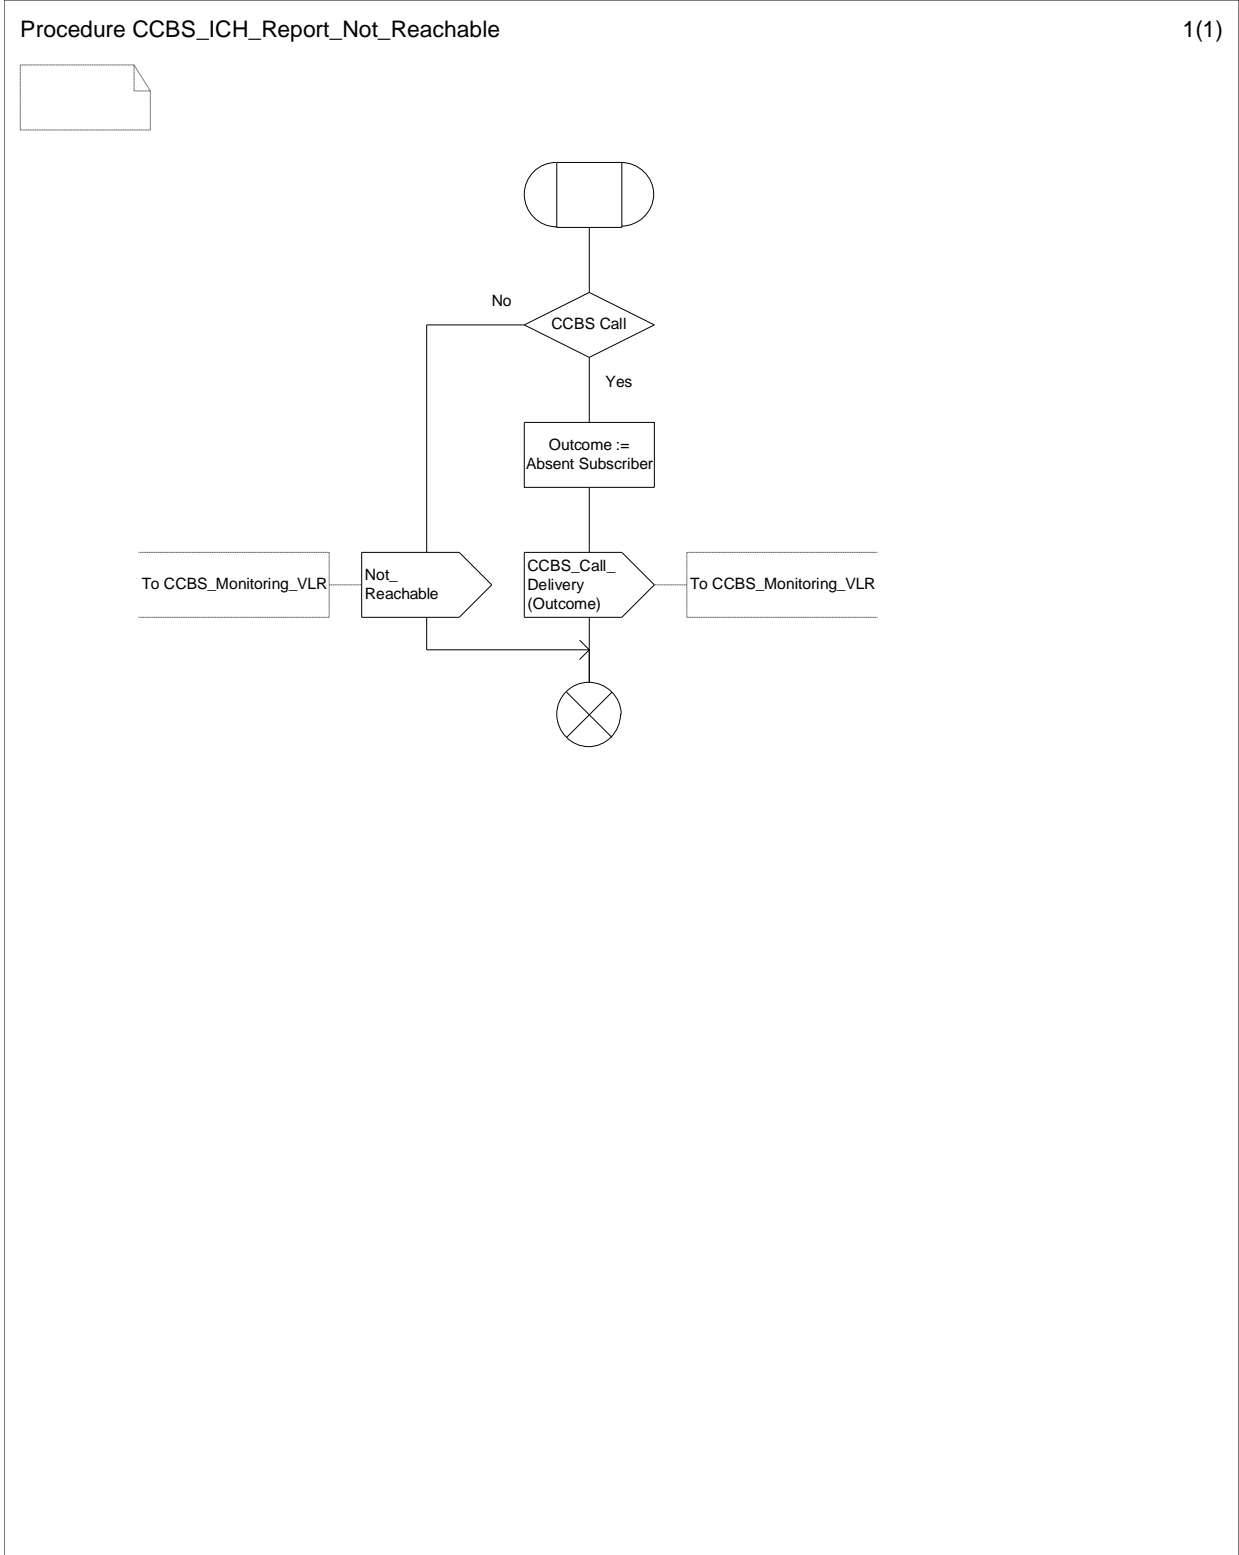 Procedure CCBS_ICH_Report_Not_Reachable
1(1)
No
CCBS Call
Yes
Outcome :=
Absent Subscriber
To CCBS_Monitoring_VLR
Not_
Reachable
CCBS_Call_
Delivery
(Outcome)
To CCBS_Monitoring_VLR